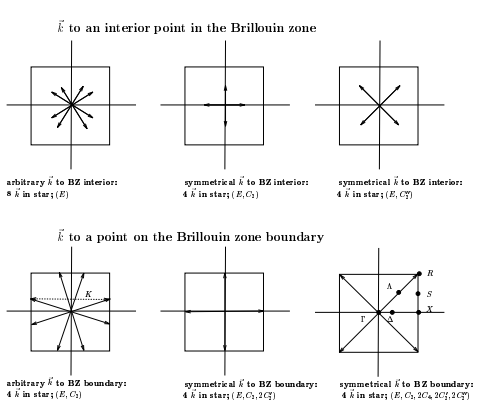 k⃗ to an interior point in the Brillouin zone
arbitrary k⃗ to BZ interior:
8 k⃗ in star; (E)
symmetrical k⃗ to BZ interior:
4 k⃗ in star; (E, C₂)
symmetrical k⃗ to BZ interior:
4 k⃗ in star; (E, C₂″)
k⃗ to a point on the Brillouin zone boundary
K
Λ
R
S
X
Γ
Δ
arbitrary k⃗ to BZ boundary:
4 k⃗ in star; (E, C₂)
symmetrical k⃗ to BZ boundary:
4 k⃗ in star; (E, C₂, 2C₂″)
symmetrical k⃗ to BZ boundary:
4 k⃗ in star; (E, C₂, 2C₄, 2C₂′, 2C₂″)